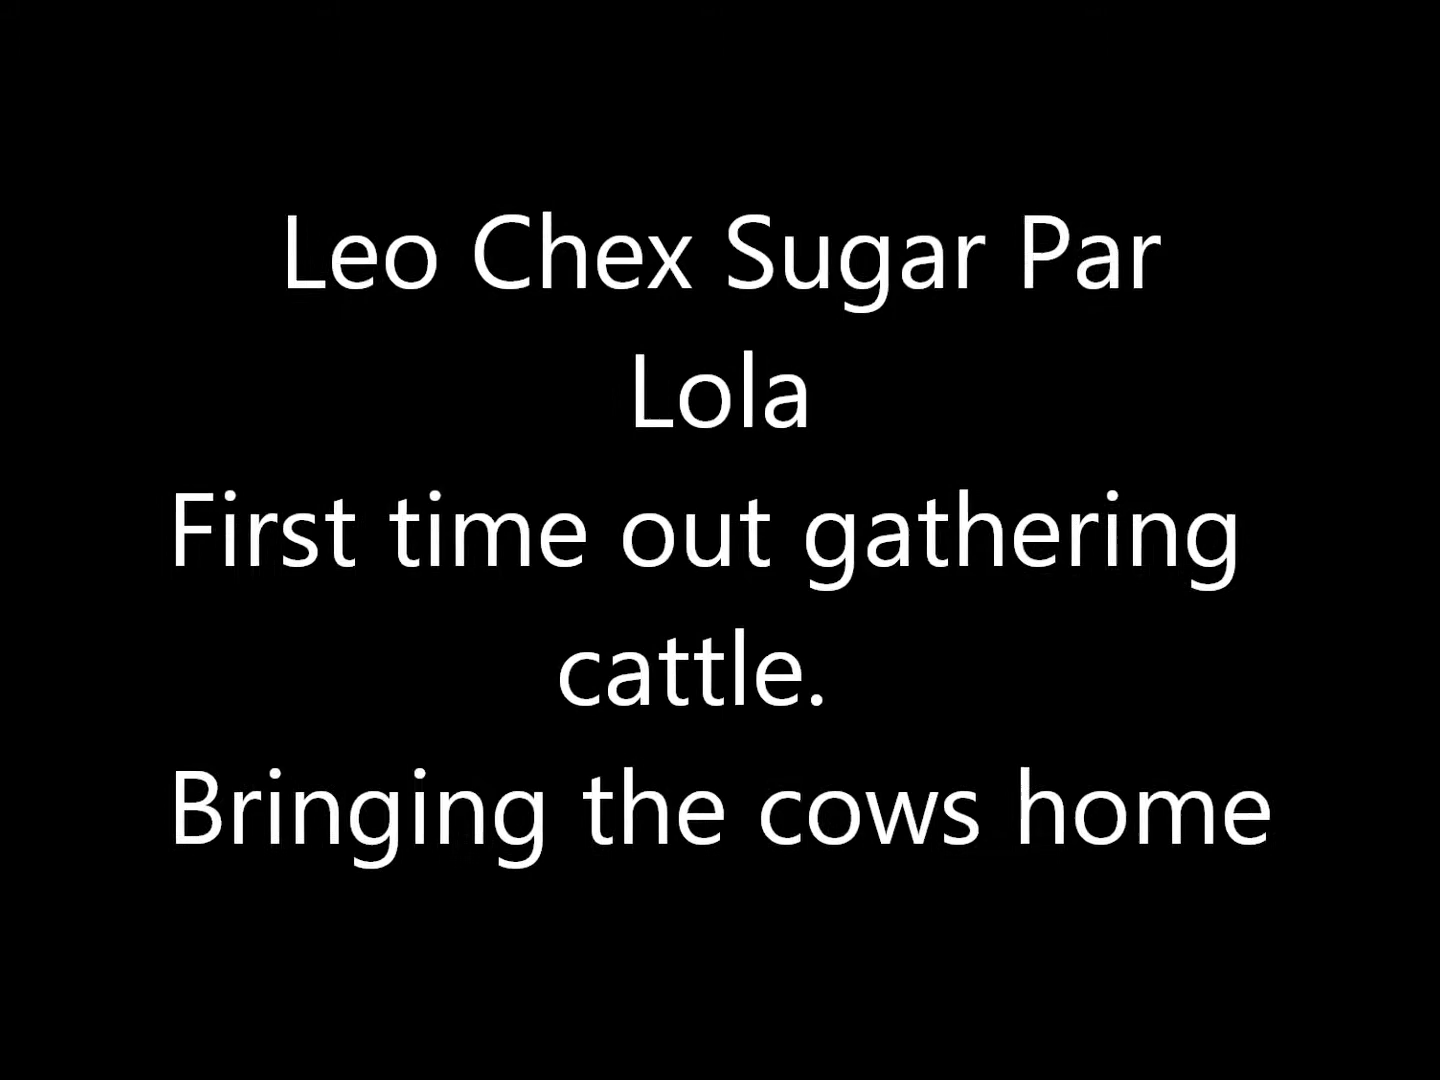 Leo Chex Sugar Par
Lola
First time out gathering
cattle.
Bringing the cows home